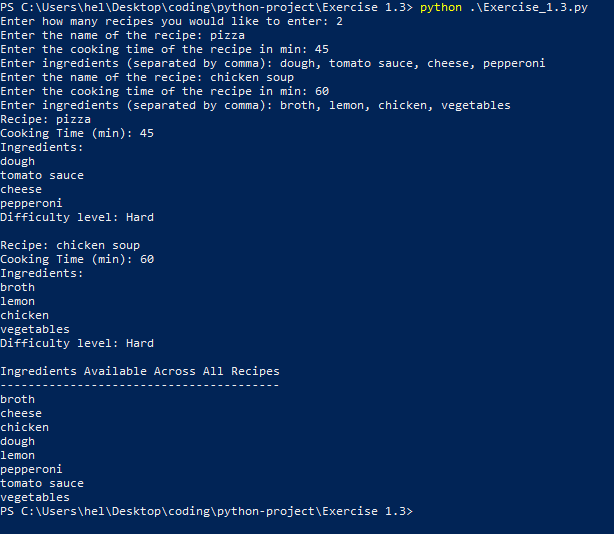 PS C:\Users\hel\Desktop\coding\python-project\Exercise 1.3> python .\Exercise_1.3.py
Enter how many recipes you would like to enter: 2
Enter the name of the recipe: pizza
Enter the cooking time of the recipe in min: 45
Enter ingredients (separated by comma): dough, tomato sauce, cheese, pepperoni
Enter the name of the recipe: chicken soup
Enter the cooking time of the recipe in min: 60
Enter ingredients (separated by comma): broth, lemon, chicken, vegetables
Recipe: pizza
Cooking Time (min): 45
Ingredients:
dough
tomato sauce
cheese
pepperoni
Difficulty level: Hard

Recipe: chicken soup
Cooking Time (min): 60
Ingredients:
broth
lemon
chicken
vegetables
Difficulty level: Hard

Ingredients Available Across All Recipes
----------------------------------------
broth
cheese
chicken
dough
lemon
pepperoni
tomato sauce
vegetables
PS C:\Users\hel\Desktop\coding\python-project\Exercise 1.3>